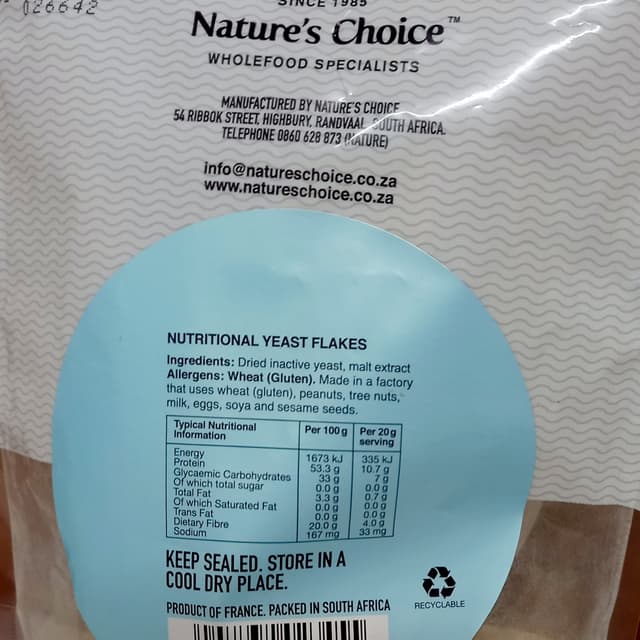 026642
SINCE 1985
Nature's Choice™
WHOLEFOOD SPECIALISTS
MANUFACTURED BY NATURE'S CHOICE
54 RIBBOK STREET, HIGHBURY, RANDVAAL, SOUTH AFRICA.
TELEPHONE 0860 628 873 (NATURE)
info@natureschoice.co.za
www.natureschoice.co.za
NUTRITIONAL YEAST FLAKES
Ingredients: Dried inactive yeast, malt extract
Allergens: Wheat (Gluten). Made in a factory
that uses wheat (gluten), peanuts, tree nuts,
milk, eggs, soya and sesame seeds.
Typical Nutritional Information Per 100 g Per 20g serving
Energy 1673 kJ 335 kJ
Protein 53.3 g 10.7 g
Glycaemic Carbohydrates 33 g 7 g
Of which total sugar 0.0 g 0.0 g
Total Fat 3.3 g 0.7 g
Of which Saturated Fat 0.0 g 0.0 g
Trans Fat 0.0 g 0.0 g
Dietary Fibre 20.0 g 4.0 g
Sodium 167 mg 33 mg
KEEP SEALED. STORE IN A
COOL DRY PLACE.
PRODUCT OF FRANCE. PACKED IN SOUTH AFRICA
RECYCLABLE